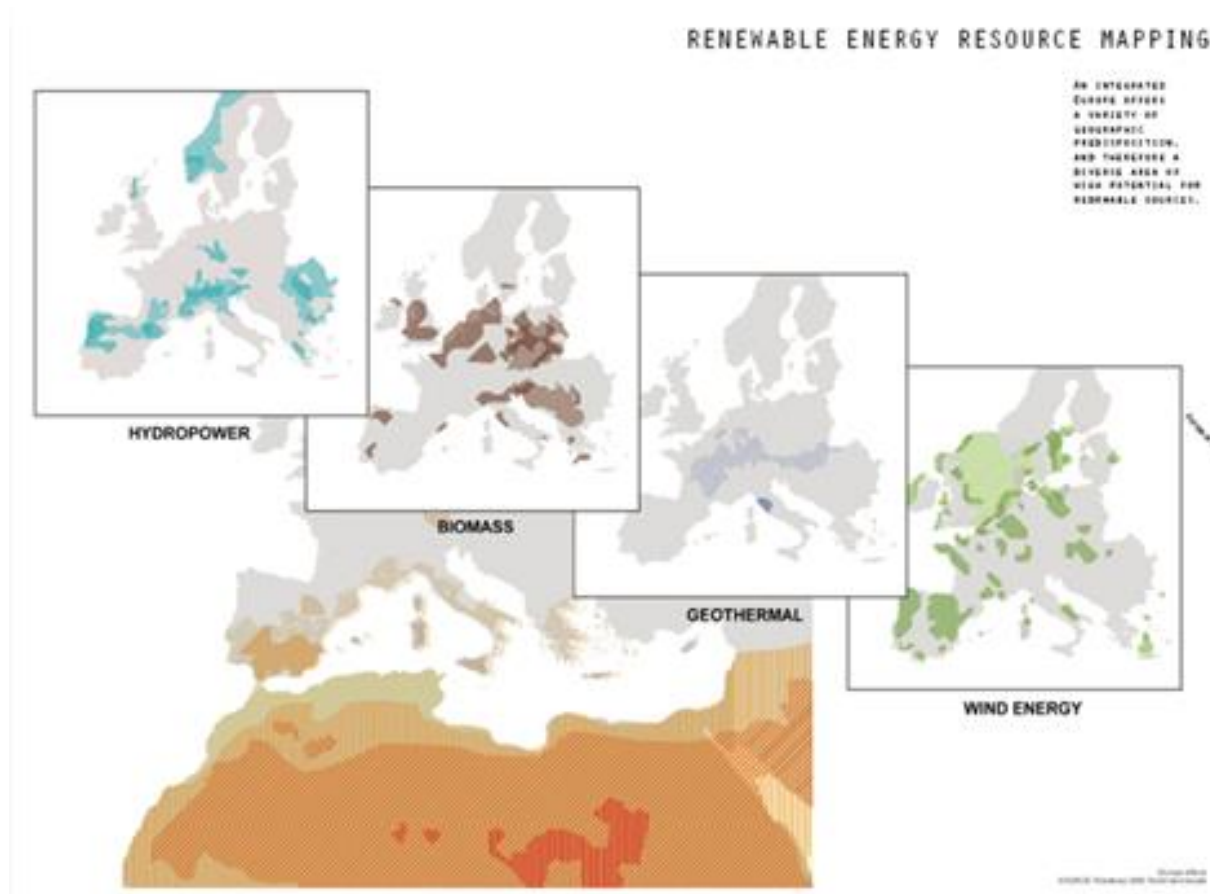 RENEWABLE ENERGY RESOURCE MAPPING
AN INTEGRATED
EUROPE OFFERS
A VARIETY OF
GEOGRAPHIC
PREDISPOSITION,
AND THEREFORE A
DIVERSE AREA OF
HIGH POTENTIAL FOR
RENEWABLE SOURCES.
HYDROPOWER
BIOMASS
GEOTHERMAL
WIND ENERGY